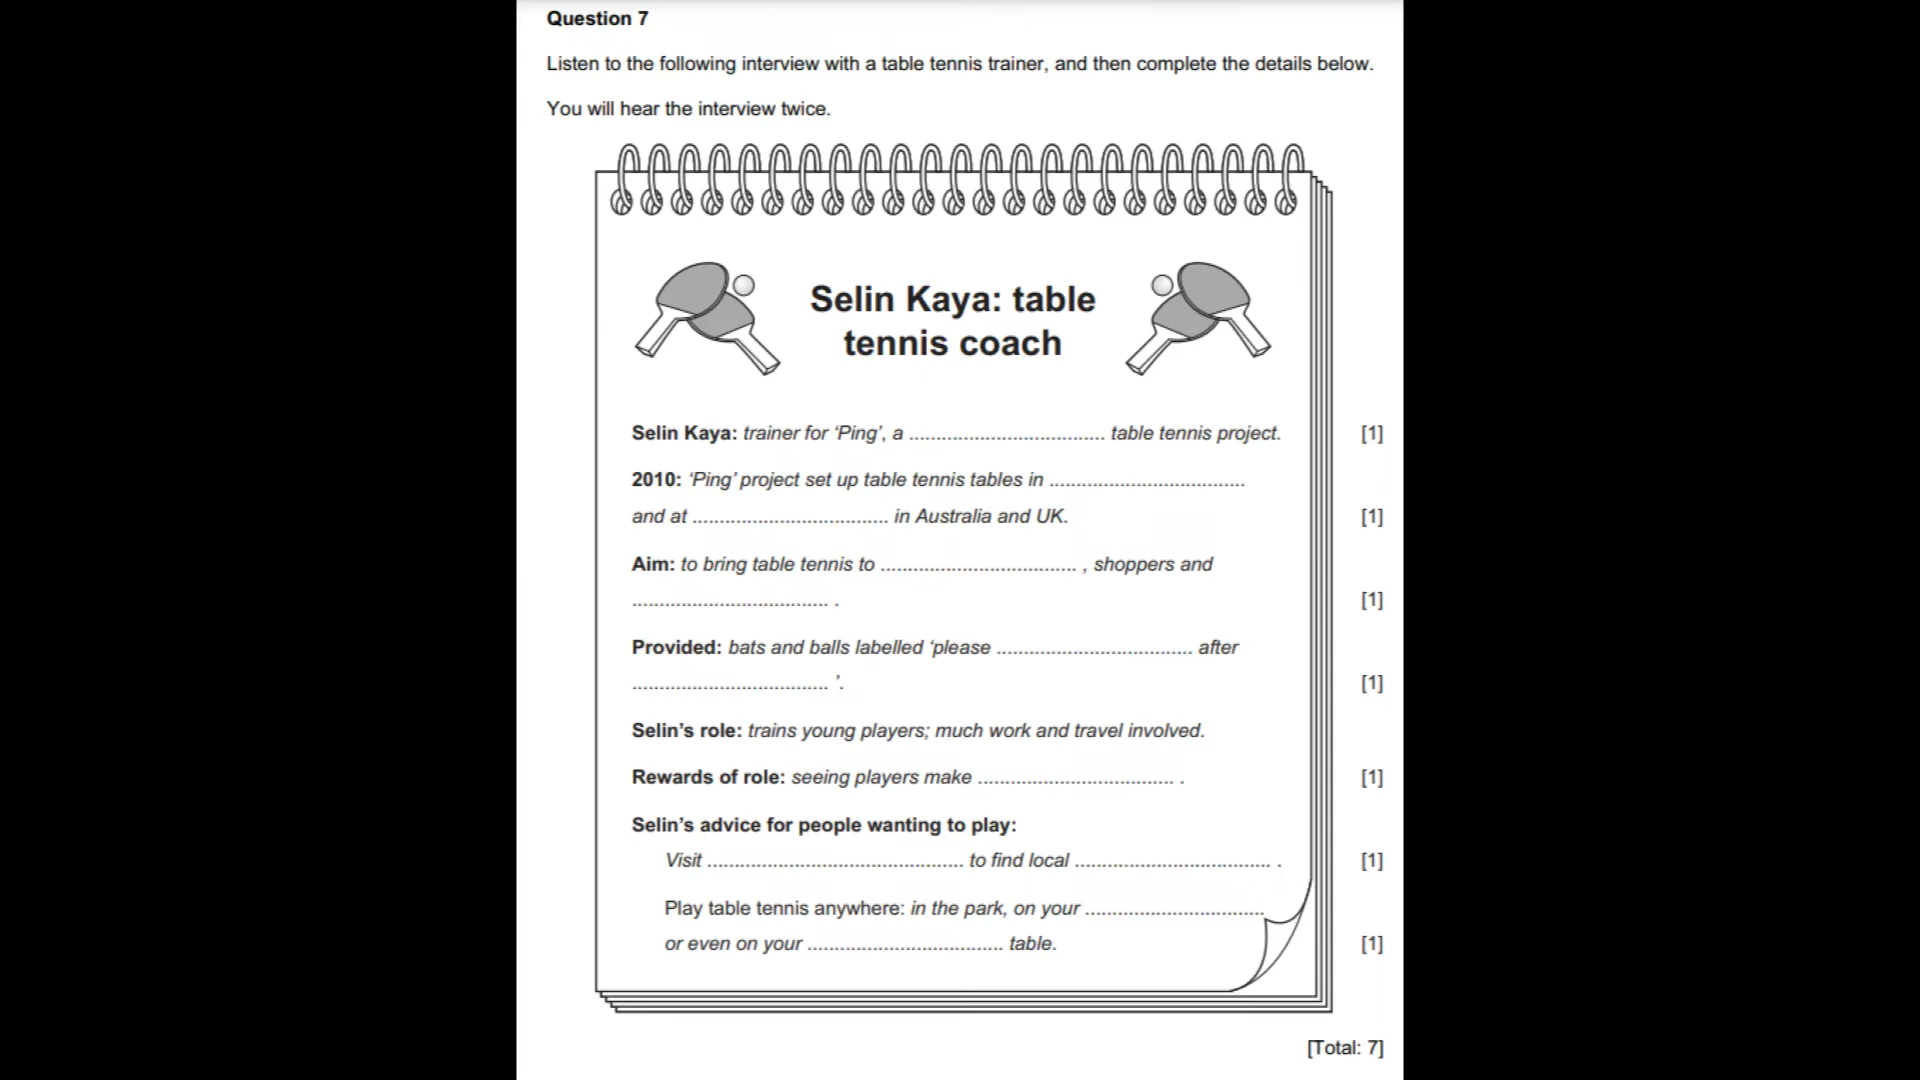 Question 7
Listen to the following interview with a table tennis trainer, and then complete the details below.
You will hear the interview twice.
Selin Kaya: table
tennis coach
Selin Kaya: trainer for ‘Ping’, a .................................... table tennis project. [1]
2010: ‘Ping’ project set up table tennis tables in ....................................
and at .................................... in Australia and UK. [1]
Aim: to bring table tennis to .................................... , shoppers and
.................................... . [1]
Provided: bats and balls labelled ‘please .................................... after
.................................... ’. [1]
Selin’s role: trains young players; much work and travel involved.
Rewards of role: seeing players make .................................... . [1]
Selin’s advice for people wanting to play:
Visit ............................................... to find local .................................... . [1]
Play table tennis anywhere: in the park, on your .................................
or even on your .................................... table. [1]
[Total: 7]